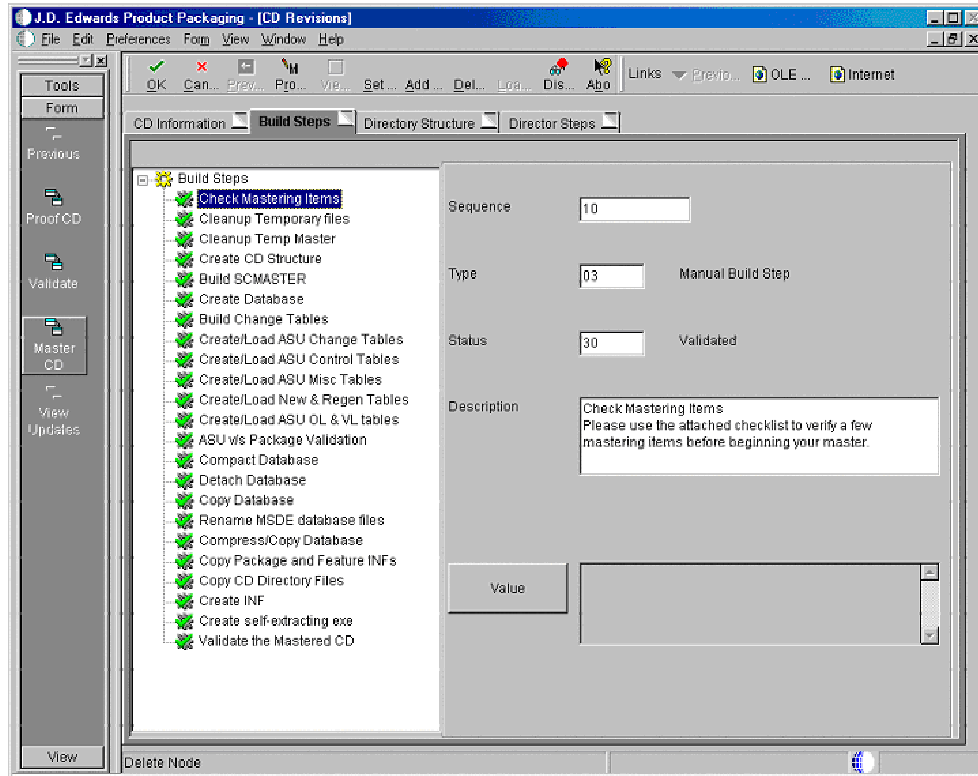 J.D. Edwards Product Packaging - [CD Revisions]
File Edit Preferences Form View Window Help
Tools
Form
Previous
Proof CD
Validate
Master
CD
View
Updates
View
OK Can... Prev... Pro... Vie... Set... Add ... Del... Loa... Dis... Abo Links Previo... OLE ... Internet
CD Information Build Steps Directory Structure Director Steps
Build Steps
Check Mastering Items
Cleanup Temporary files
Cleanup Temp Master
Create CD Structure
Build SCMASTER
Create Database
Build Change Tables
Create/Load ASU Change Tables
Create/Load ASU Control Tables
Create/Load ASU Misc Tables
Create/Load New & Regen Tables
Create/Load ASU OL & VL tables
ASU v/s Package Validation
Compact Database
Detach Database
Copy Database
Rename MSDE database files
Compress/Copy Database
Copy Package and Feature INFs
Copy CD Directory Files
Create INF
Create self-extracting exe
Validate the Mastered CD
Sequence 10
Type 03 Manual Build Step
Status 30 Validated
Description
Check Mastering Items
Please use the attached checklist to verify a few
mastering items before beginning your master.
Value
Delete Node